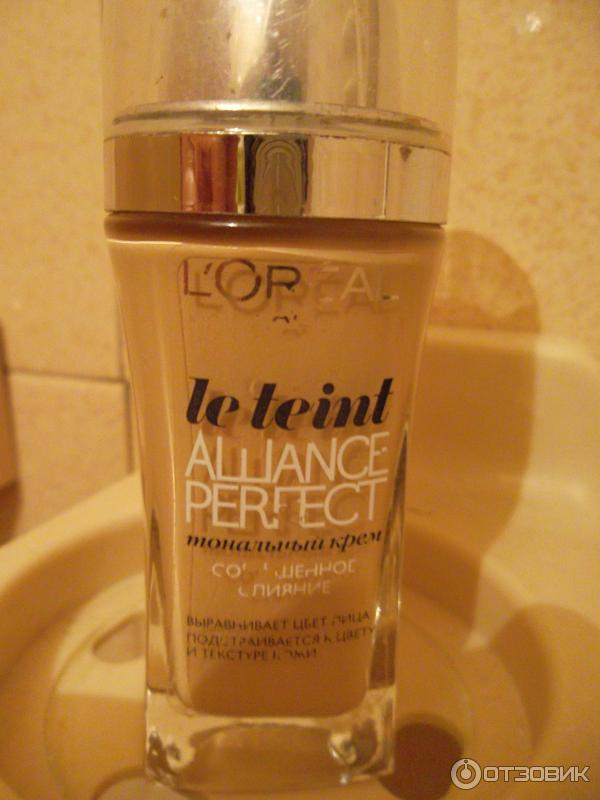 L'ORÉAL
le teint
ALLIANCE
PERFECT
тональный крем
СОВЕРШЕННОЕ
СЛИЯНИЕ
ВЫРАВНИВАЕТ ЦВЕТ ЛИЦА
ПОДСТРАИВАЕТСЯ К ЦВЕТУ
И ТЕКСТУРЕ КОЖИ
ОТЗОВИК